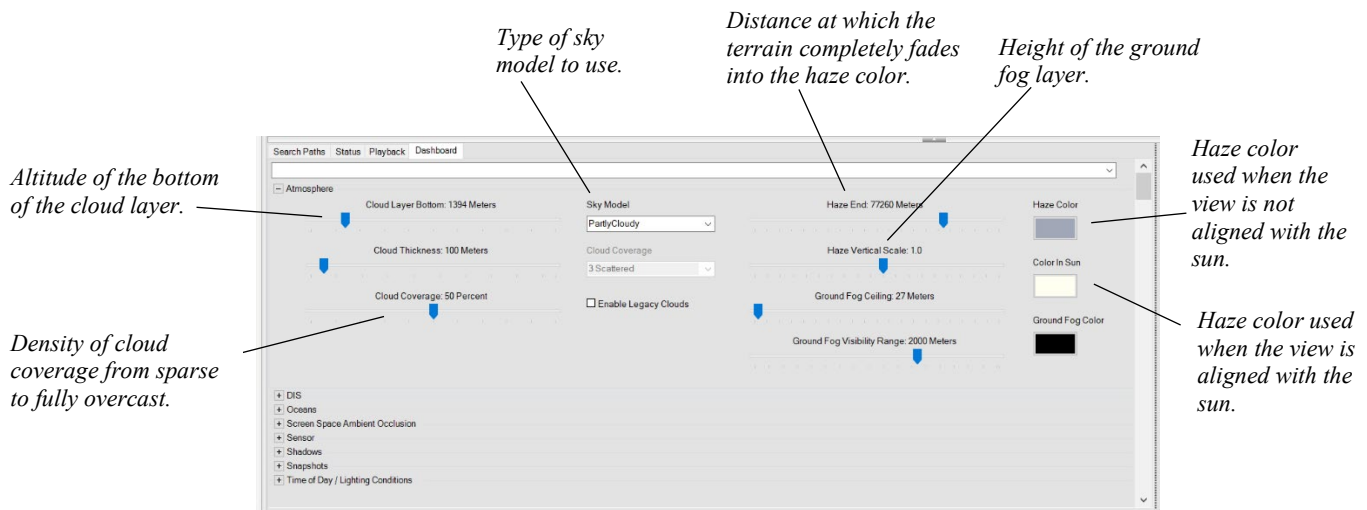 Type of sky
model to use.
Distance at which the
terrain completely fades
into the haze color.
Height of the ground
fog layer.
Altitude of the bottom
of the cloud layer.
Density of cloud
coverage from sparse
to fully overcast.
Search Paths Status Playback Dashboard
Atmosphere
Cloud Layer Bottom: 1394 Meters
Cloud Thickness: 100 Meters
Cloud Coverage: 50 Percent
Sky Model
PartlyCloudy
Cloud Coverage
3 Scattered
Enable Legacy Clouds
Haze End: 77260 Meters
Haze Vertical Scale: 1.0
Ground Fog Ceiling: 27 Meters
Ground Fog Visibility Range: 2000 Meters
Haze Color
Color In Sun
Ground Fog Color
DIS
Oceans
Screen Space Ambient Occlusion
Sensor
Shadows
Snapshots
Time of Day / Lighting Conditions
Haze color
used when the
view is not
aligned with the
sun.
Haze color used
when the view is
aligned with the
sun.